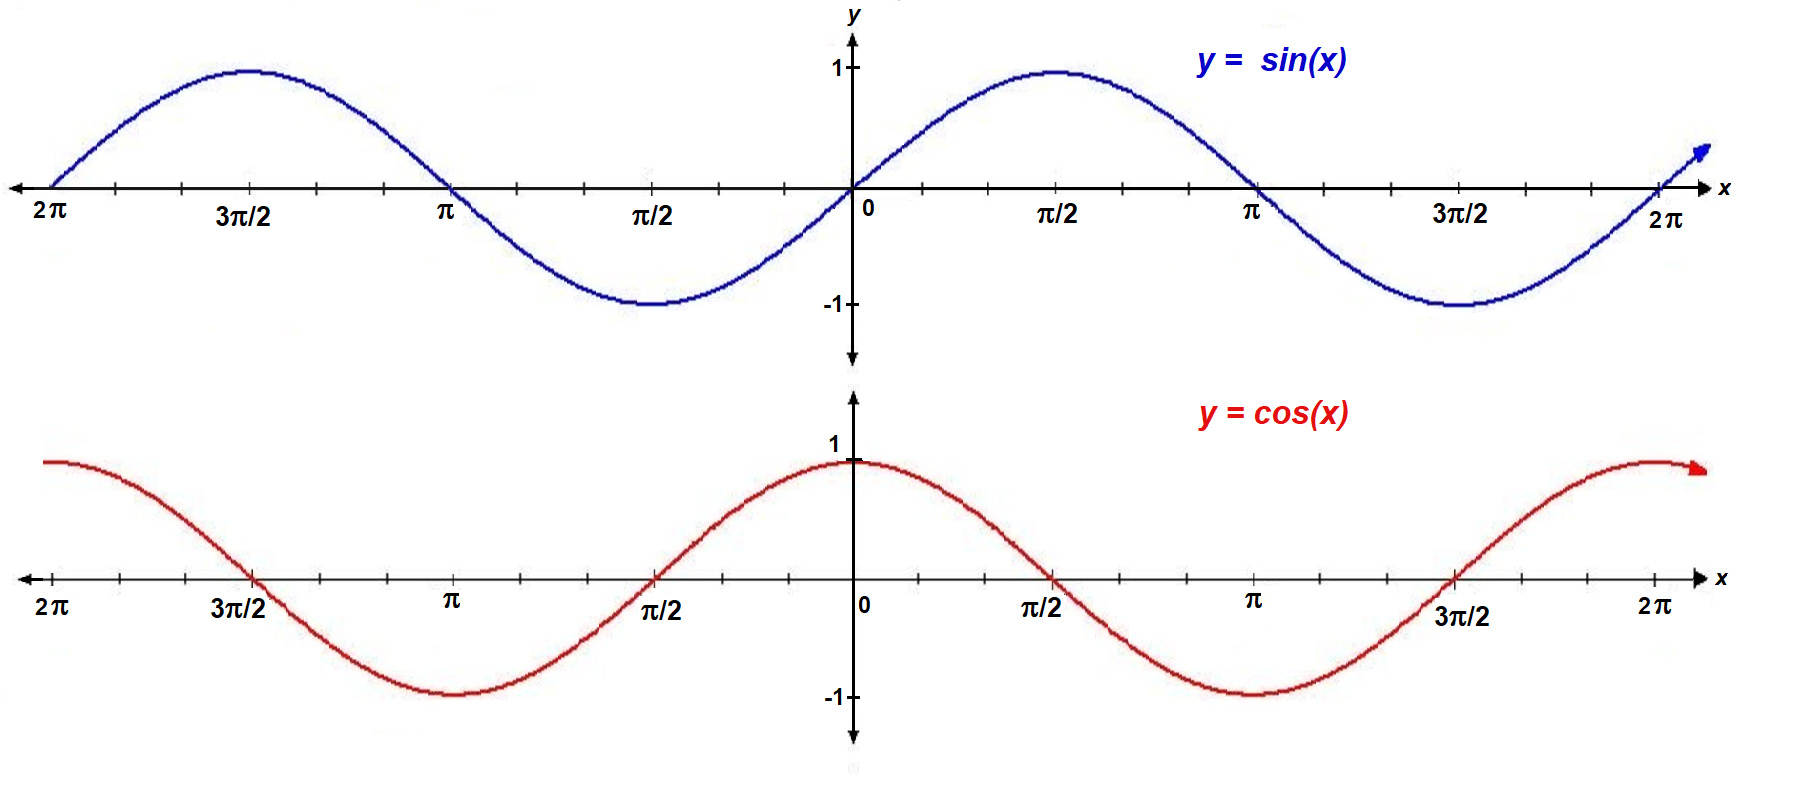 y
1
y = sin(x)
x
2π 3π/2 π π/2 0 π/2 π 3π/2 2π
-1
y = cos(x)
1
x
2π 3π/2 π π/2 0 π/2 π 3π/2 2π
-1